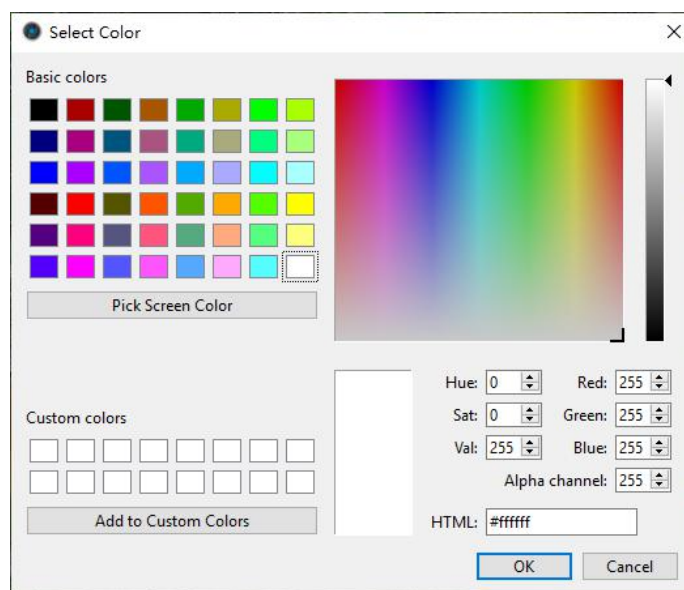 Select Color
Basic colors
Pick Screen Color
Custom colors
Add to Custom Colors
Hue: 0 Red: 255
Sat: 0 Green: 255
Val: 255 Blue: 255
Alpha channel: 255
HTML: #ffffff
OK Cancel